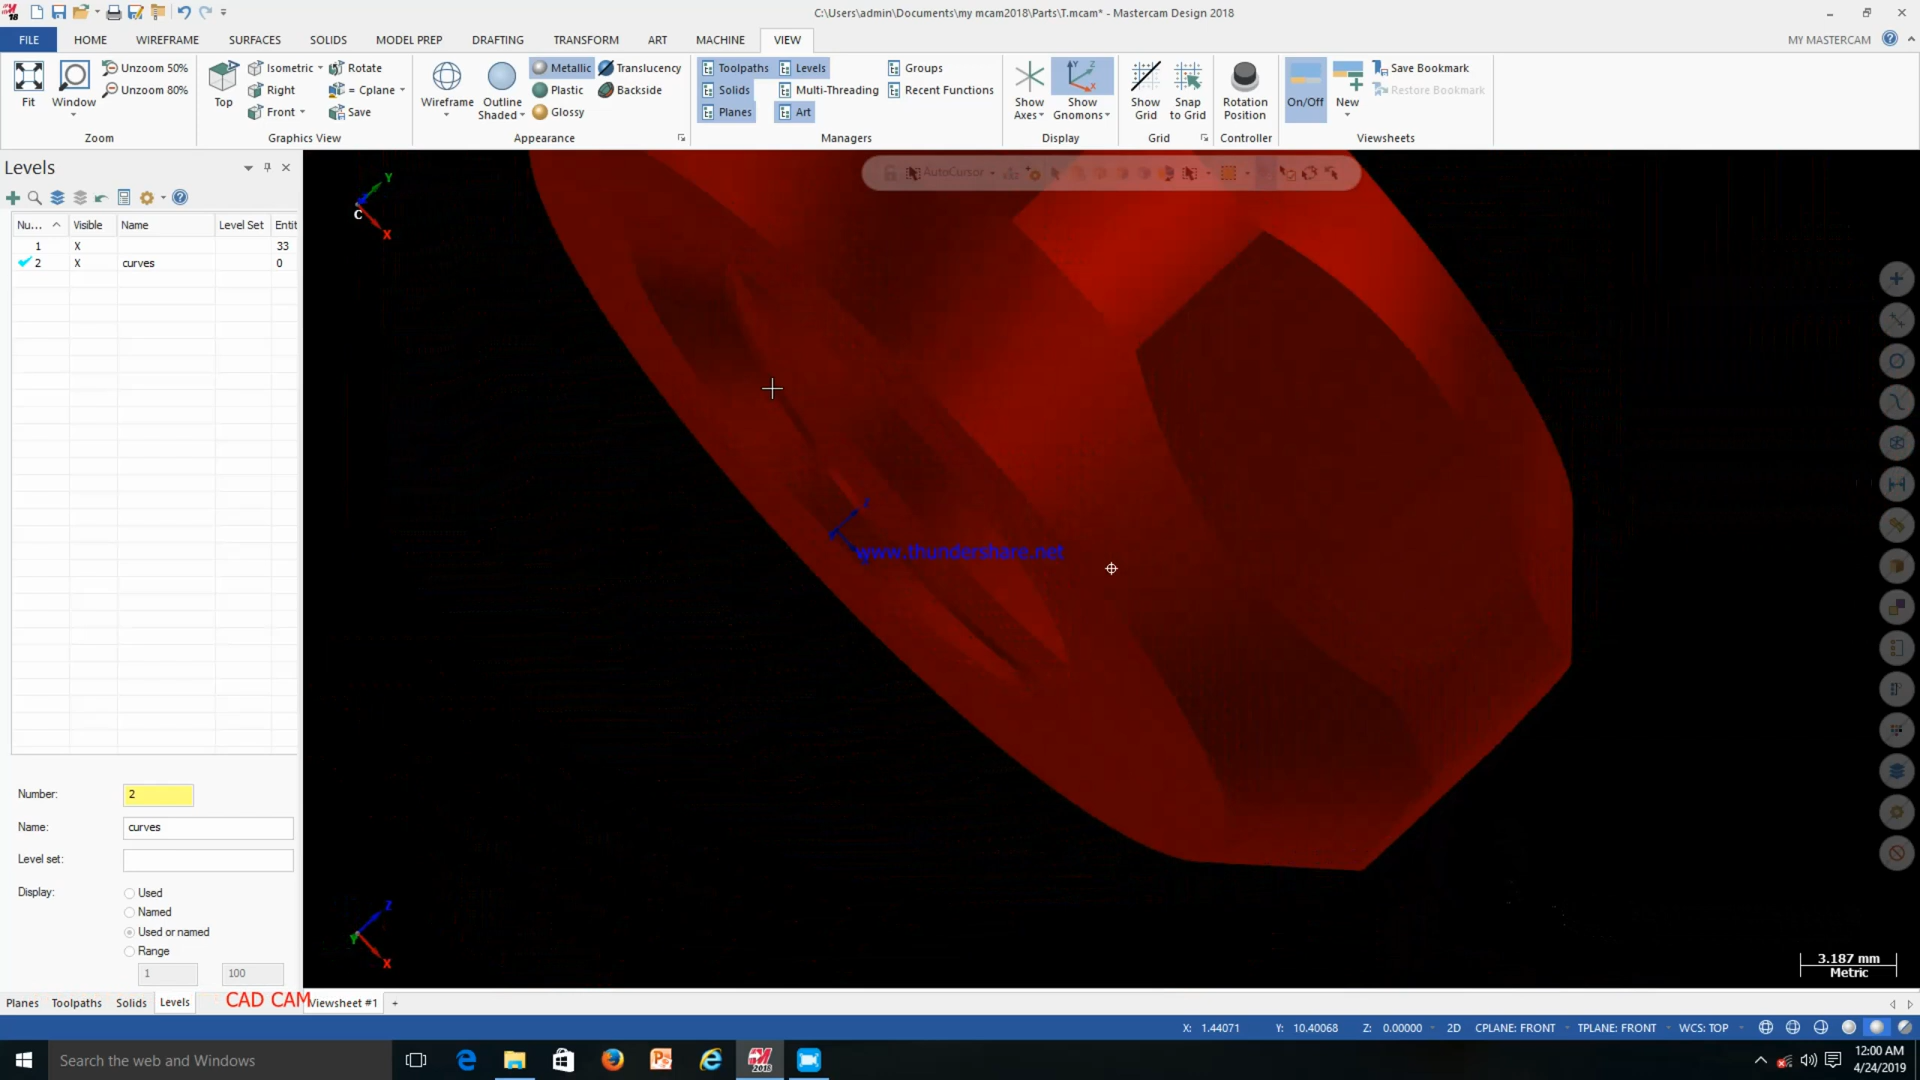 C:\Users\admin\Documents\my mcam2018\Parts\T.mcam* - Mastercam Design 2018
FILE HOME WIREFRAME SURFACES SOLIDS MODEL PREP DRAFTING TRANSFORM ART MACHINE VIEW MY MASTERCAM
Fit
Window
Unzoom 50%
Unzoom 80%
Zoom
Top
Isometric
Right
Front
Rotate
= Cplane
Save
Graphics View
Wireframe
Outline Shaded
Metallic
Plastic
Glossy
Translucency
Backside
Appearance
Toolpaths
Solids
Planes
Levels
Multi-Threading
Art
Groups
Recent Functions
Managers
Show Axes
Show Gnomons
Display
Show Grid
Snap to Grid
Grid
Rotation Position
Controller
On/Off
New
Save Bookmark
Restore Bookmark
Viewsheets
Levels
Nu... Visible Name Level Set Entit
1 X 33
2 X curves 0
Number: 2
Name: curves
Level set:
Display: Used
Named
Used or named
Range
1 100
AutoCursor
Y
C
X
www.thundershare.net
Z
Y
X
3.187 mm
Metric
Planes Toolpaths Solids Levels CAD CAM Viewsheet #1 +
X: 1.44071 Y: 10.40068 Z: 0.00000 2D CPLANE: FRONT TPLANE: FRONT WCS: TOP
Search the web and Windows
2018
12:00 AM
4/24/2019